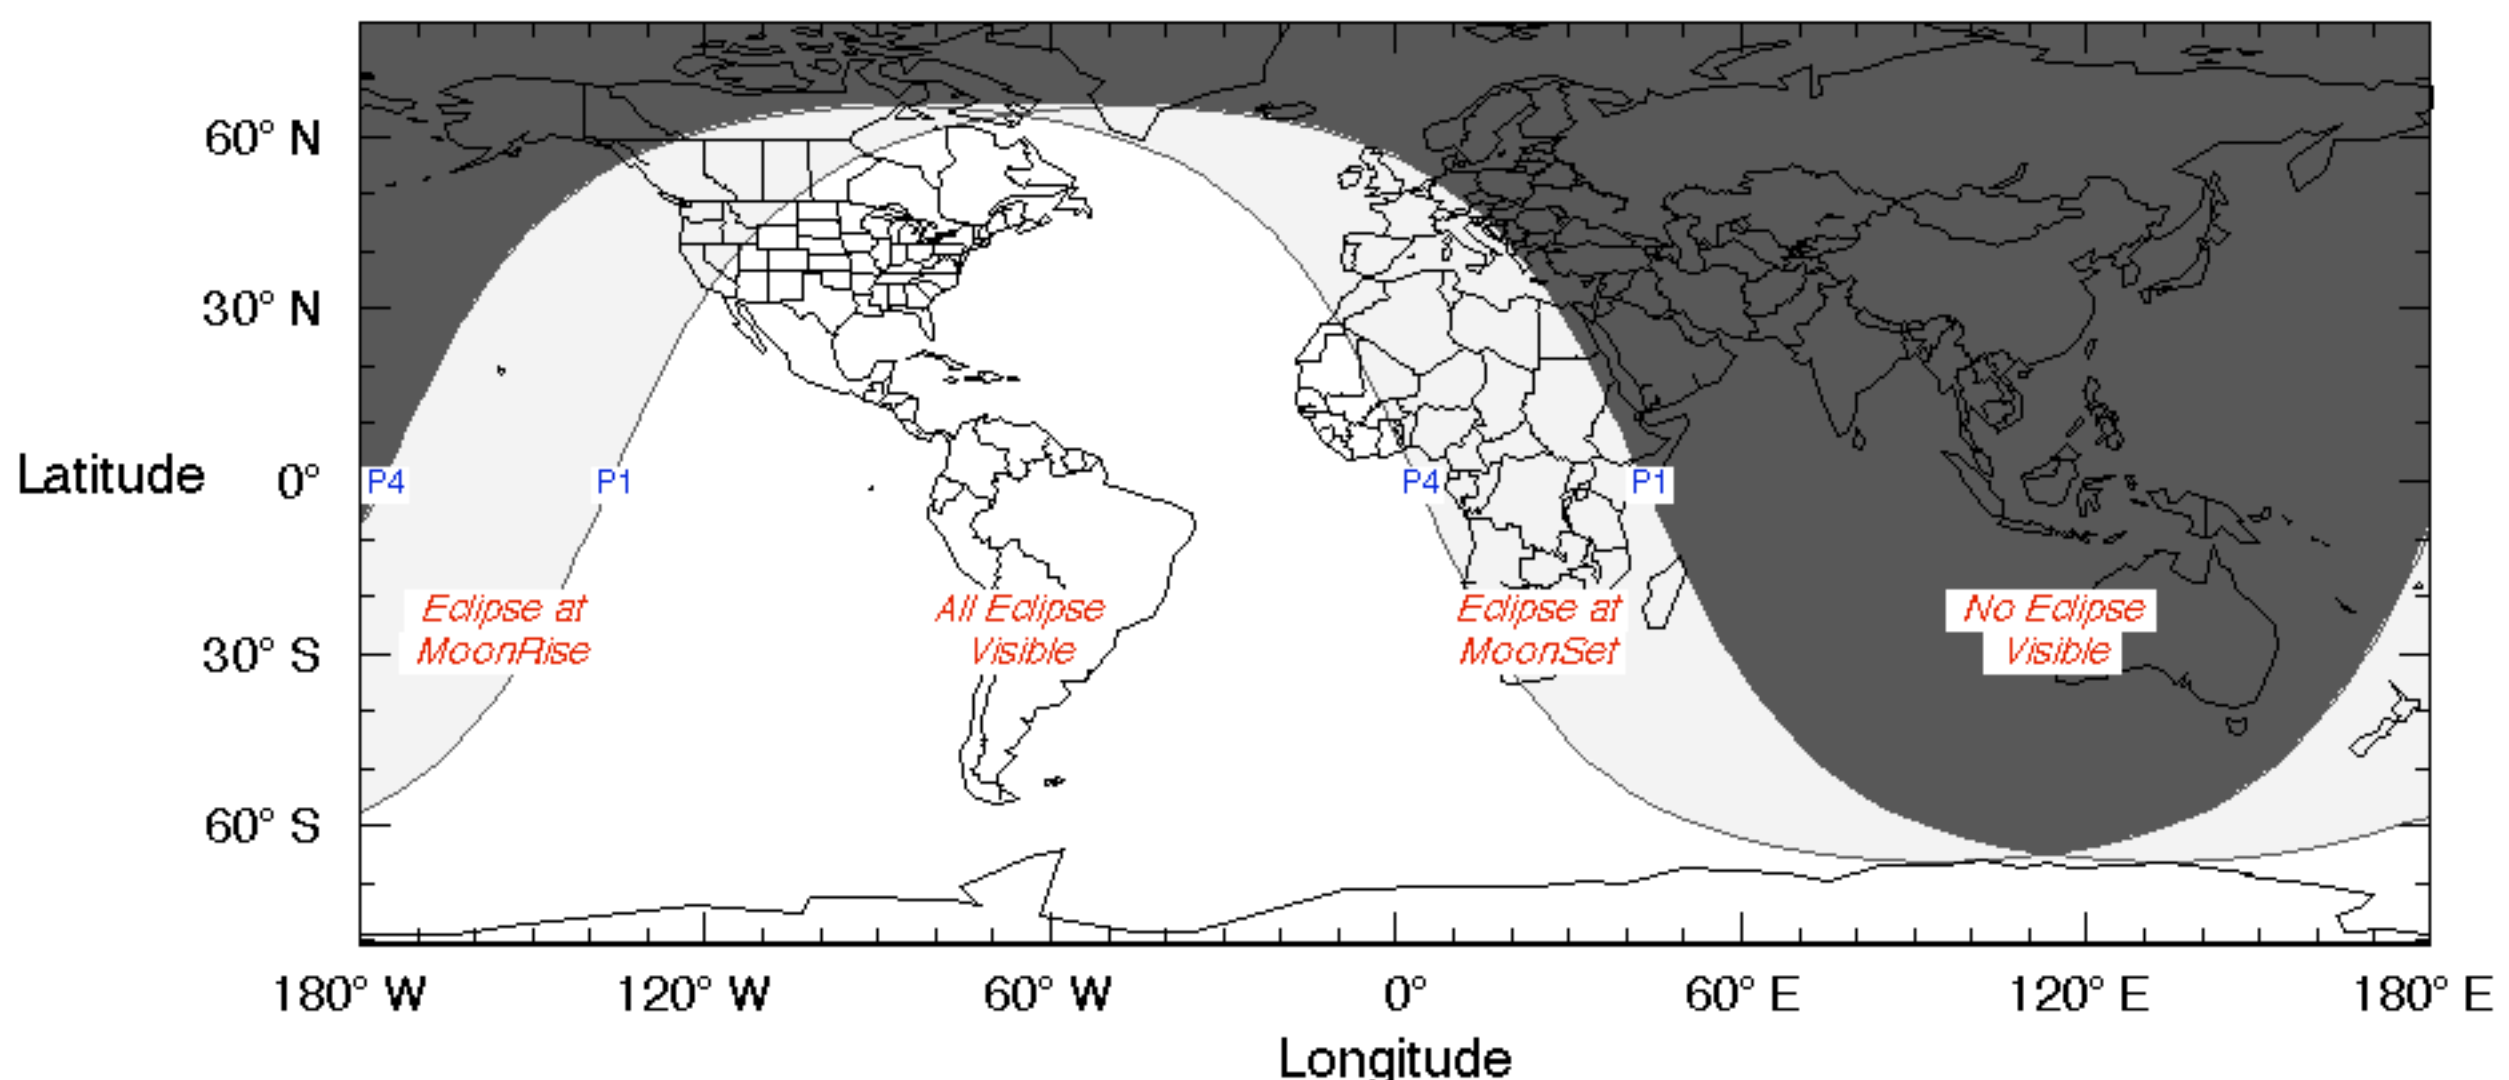 60° N
30° N
Latitude 0°
P4 P1 P4 P1
Eclipse at All Eclipse Eclipse at No Eclipse
MoonRise Visible MoonSet Visible
30° S
60° S
180° W 120° W 60° W 0° 60° E 120° E 180° E
Longitude